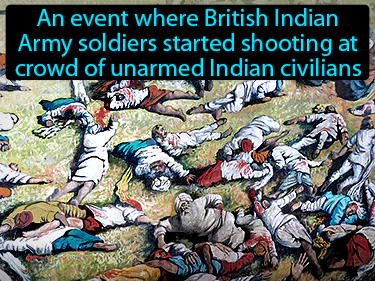 An event where British Indian
Army soldiers started shooting at
crowd of unarmed Indian civilians